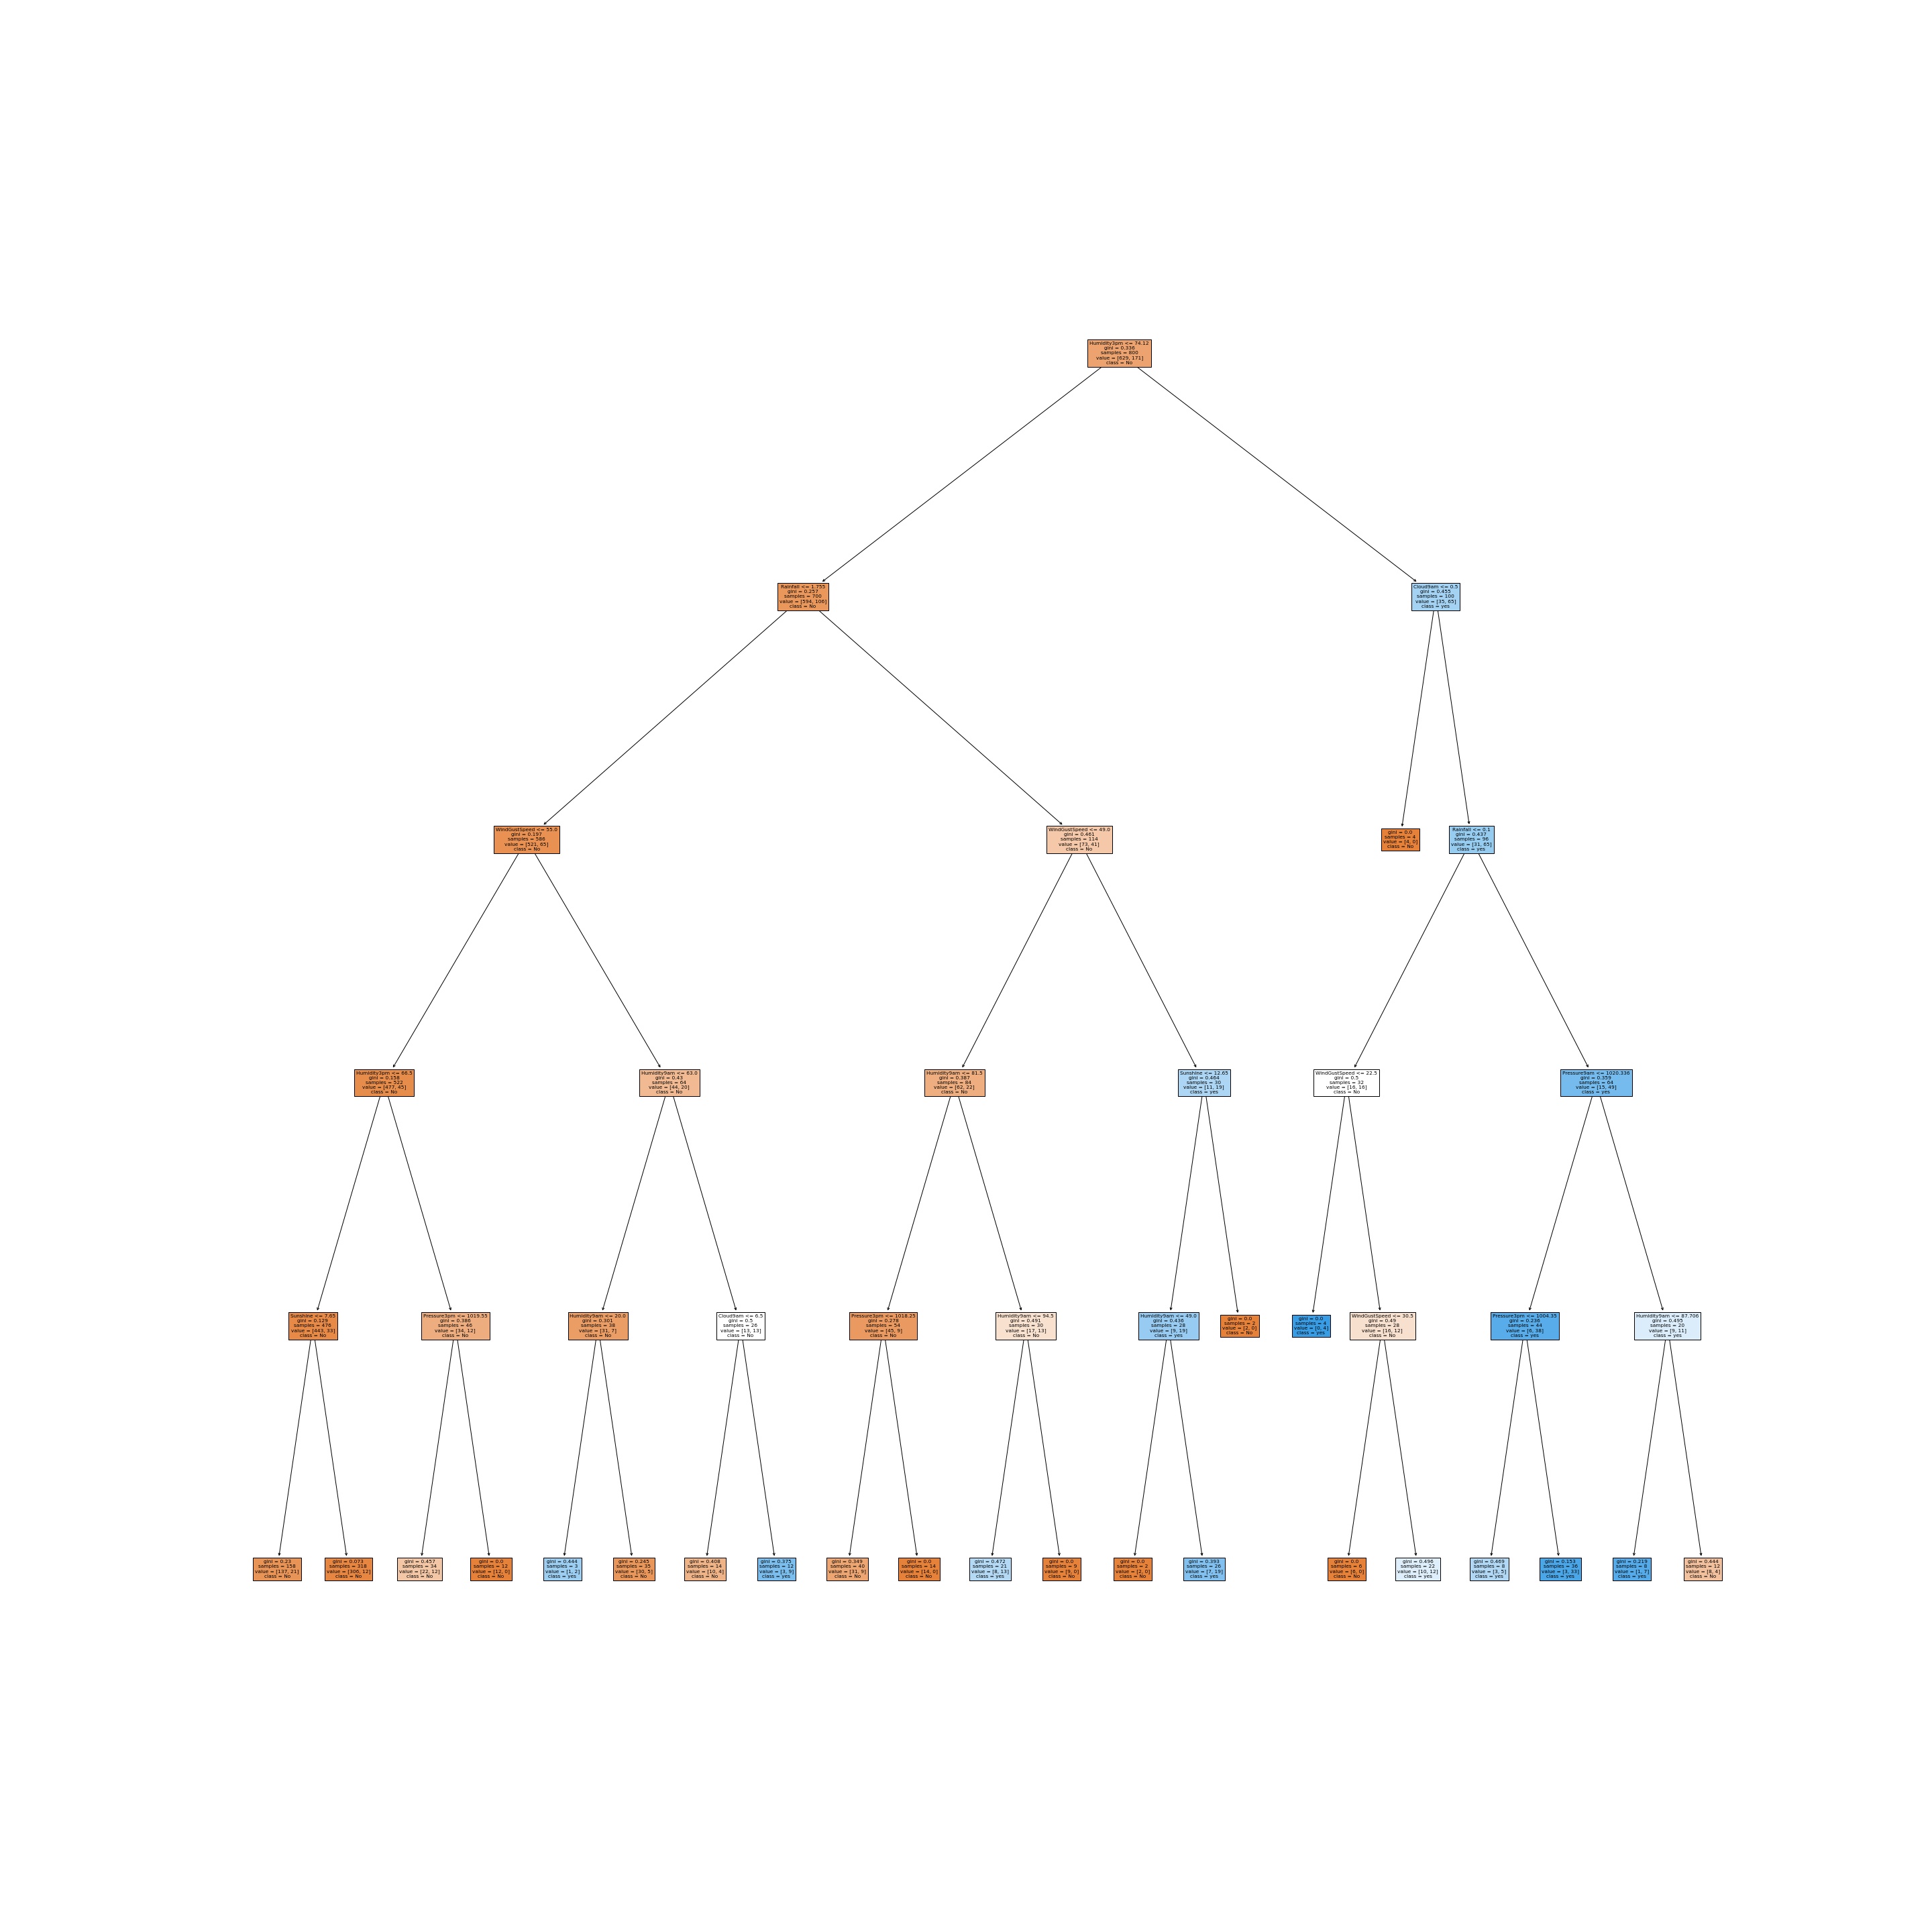 Humidity3pm <= 74.12
gini = 0.336
samples = 800
value = [629, 171]
class = No
Rainfall <= 1.755
gini = 0.257
samples = 700
value = [594, 106]
class = No
Cloud9am <= 0.5
gini = 0.455
samples = 100
value = [35, 65]
class = yes
WindGustSpeed <= 55.0
gini = 0.197
samples = 586
value = [521, 65]
class = No
WindGustSpeed <= 49.0
gini = 0.461
samples = 114
value = [73, 41]
class = No
gini = 0.0
samples = 4
value = [4, 0]
class = No
Rainfall <= 0.1
gini = 0.437
samples = 96
value = [31, 65]
class = yes
Humidity3pm <= 68.5
gini = 0.158
samples = 522
value = [477, 45]
class = No
Humidity9am <= 63.0
gini = 0.43
samples = 64
value = [44, 20]
class = No
Humidity9am <= 81.5
gini = 0.387
samples = 84
value = [62, 22]
class = No
Sunshine <= 12.65
gini = 0.464
samples = 30
value = [11, 19]
class = yes
WindGustSpeed <= 22.5
gini = 0.5
samples = 32
value = [16, 16]
class = No
Pressure9am <= 1020.336
gini = 0.359
samples = 64
value = [15, 49]
class = yes
Sunshine <= 7.65
gini = 0.129
samples = 476
value = [443, 33]
class = No
Pressure3pm <= 1019.55
gini = 0.386
samples = 46
value = [34, 12]
class = No
Humidity9am <= 20.0
gini = 0.301
samples = 38
value = [31, 7]
class = No
Cloud9am <= 6.5
gini = 0.5
samples = 26
value = [13, 13]
class = No
Pressure3pm <= 1018.25
gini = 0.278
samples = 54
value = [45, 9]
class = No
Humidity9am <= 94.5
gini = 0.491
samples = 30
value = [17, 13]
class = No
Humidity9am <= 49.0
gini = 0.436
samples = 28
value = [9, 19]
class = yes
gini = 0.0
samples = 2
value = [2, 0]
class = No
gini = 0.0
samples = 4
value = [0, 4]
class = yes
WindGustSpeed <= 30.5
gini = 0.49
samples = 28
value = [16, 12]
class = No
Pressure3pm <= 1004.35
gini = 0.236
samples = 44
value = [6, 38]
class = yes
Humidity9am <= 87.706
gini = 0.495
samples = 20
value = [9, 11]
class = yes
gini = 0.23
samples = 158
value = [137, 21]
class = No
gini = 0.073
samples = 318
value = [306, 12]
class = No
gini = 0.457
samples = 34
value = [22, 12]
class = No
gini = 0.0
samples = 12
value = [12, 0]
class = No
gini = 0.444
samples = 3
value = [1, 2]
class = yes
gini = 0.245
samples = 35
value = [30, 5]
class = No
gini = 0.408
samples = 14
value = [10, 4]
class = No
gini = 0.375
samples = 12
value = [3, 9]
class = yes
gini = 0.349
samples = 40
value = [31, 9]
class = No
gini = 0.0
samples = 14
value = [14, 0]
class = No
gini = 0.472
samples = 21
value = [8, 13]
class = yes
gini = 0.0
samples = 9
value = [9, 0]
class = No
gini = 0.0
samples = 2
value = [2, 0]
class = No
gini = 0.393
samples = 26
value = [7, 19]
class = yes
gini = 0.0
samples = 6
value = [6, 0]
class = No
gini = 0.496
samples = 22
value = [10, 12]
class = yes
gini = 0.469
samples = 8
value = [3, 5]
class = yes
gini = 0.153
samples = 36
value = [3, 33]
class = yes
gini = 0.219
samples = 8
value = [1, 7]
class = yes
gini = 0.444
samples = 12
value = [8, 4]
class = No